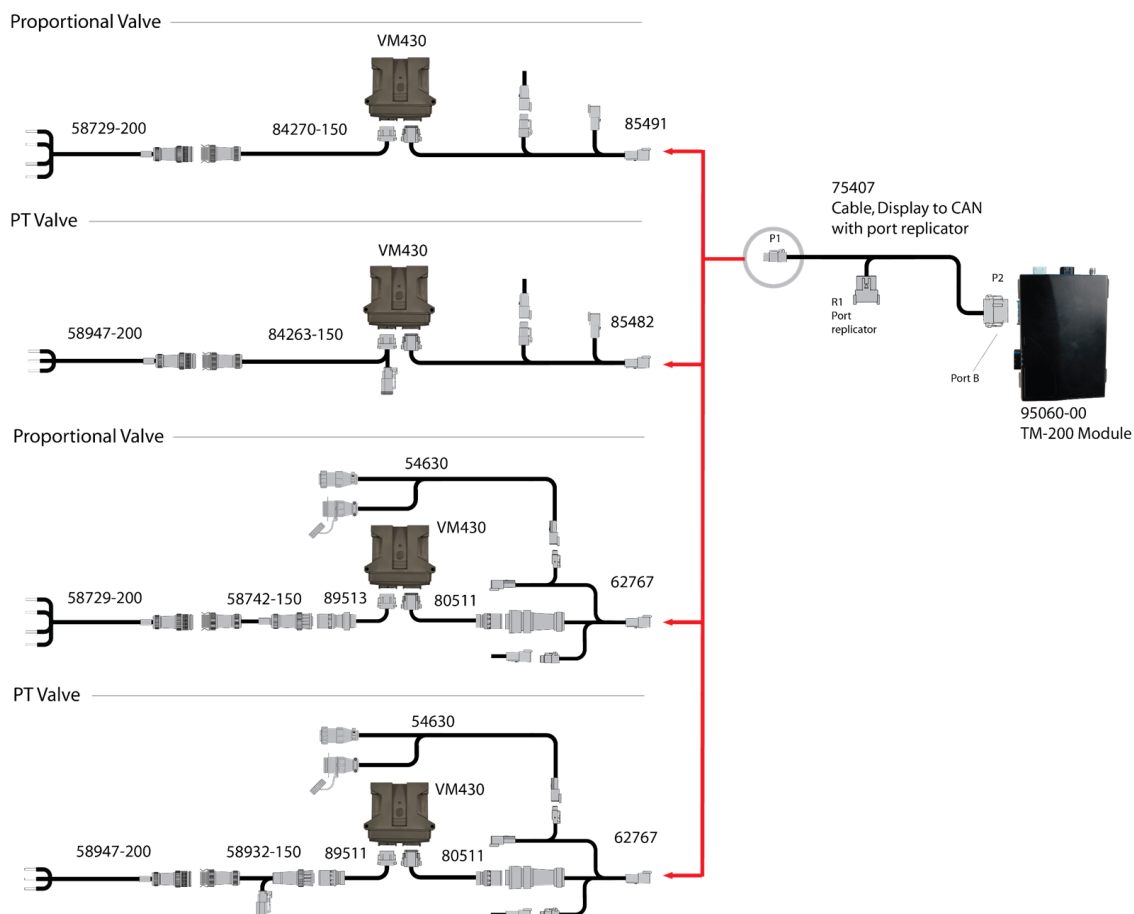 Proportional Valve
VM430
58729-200
84270-150
85491
PT Valve
VM430
58947-200
84263-150
85482
75407
Cable, Display to CAN
with port replicator
P1
R1
Port
replicator
P2
Port B
95060-00
TM-200 Module
Proportional Valve
54630
VM430
58729-200
58742-150
89513
80511
62767
PT Valve
54630
VM430
58947-200
58932-150
89511
80511
62767